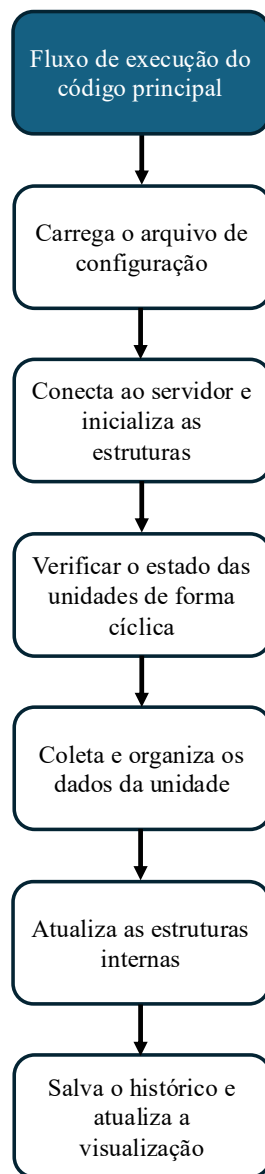 Fluxo de execução do
código principal
Carrega o arquivo de
configuração
Conecta ao servidor e
inicializa as
estruturas
Verificar o estado das
unidades de forma
cíclica
Coleta e organiza os
dados da unidade
Atualiza as estruturas
internas
Salva o histórico e
atualiza a
visualização